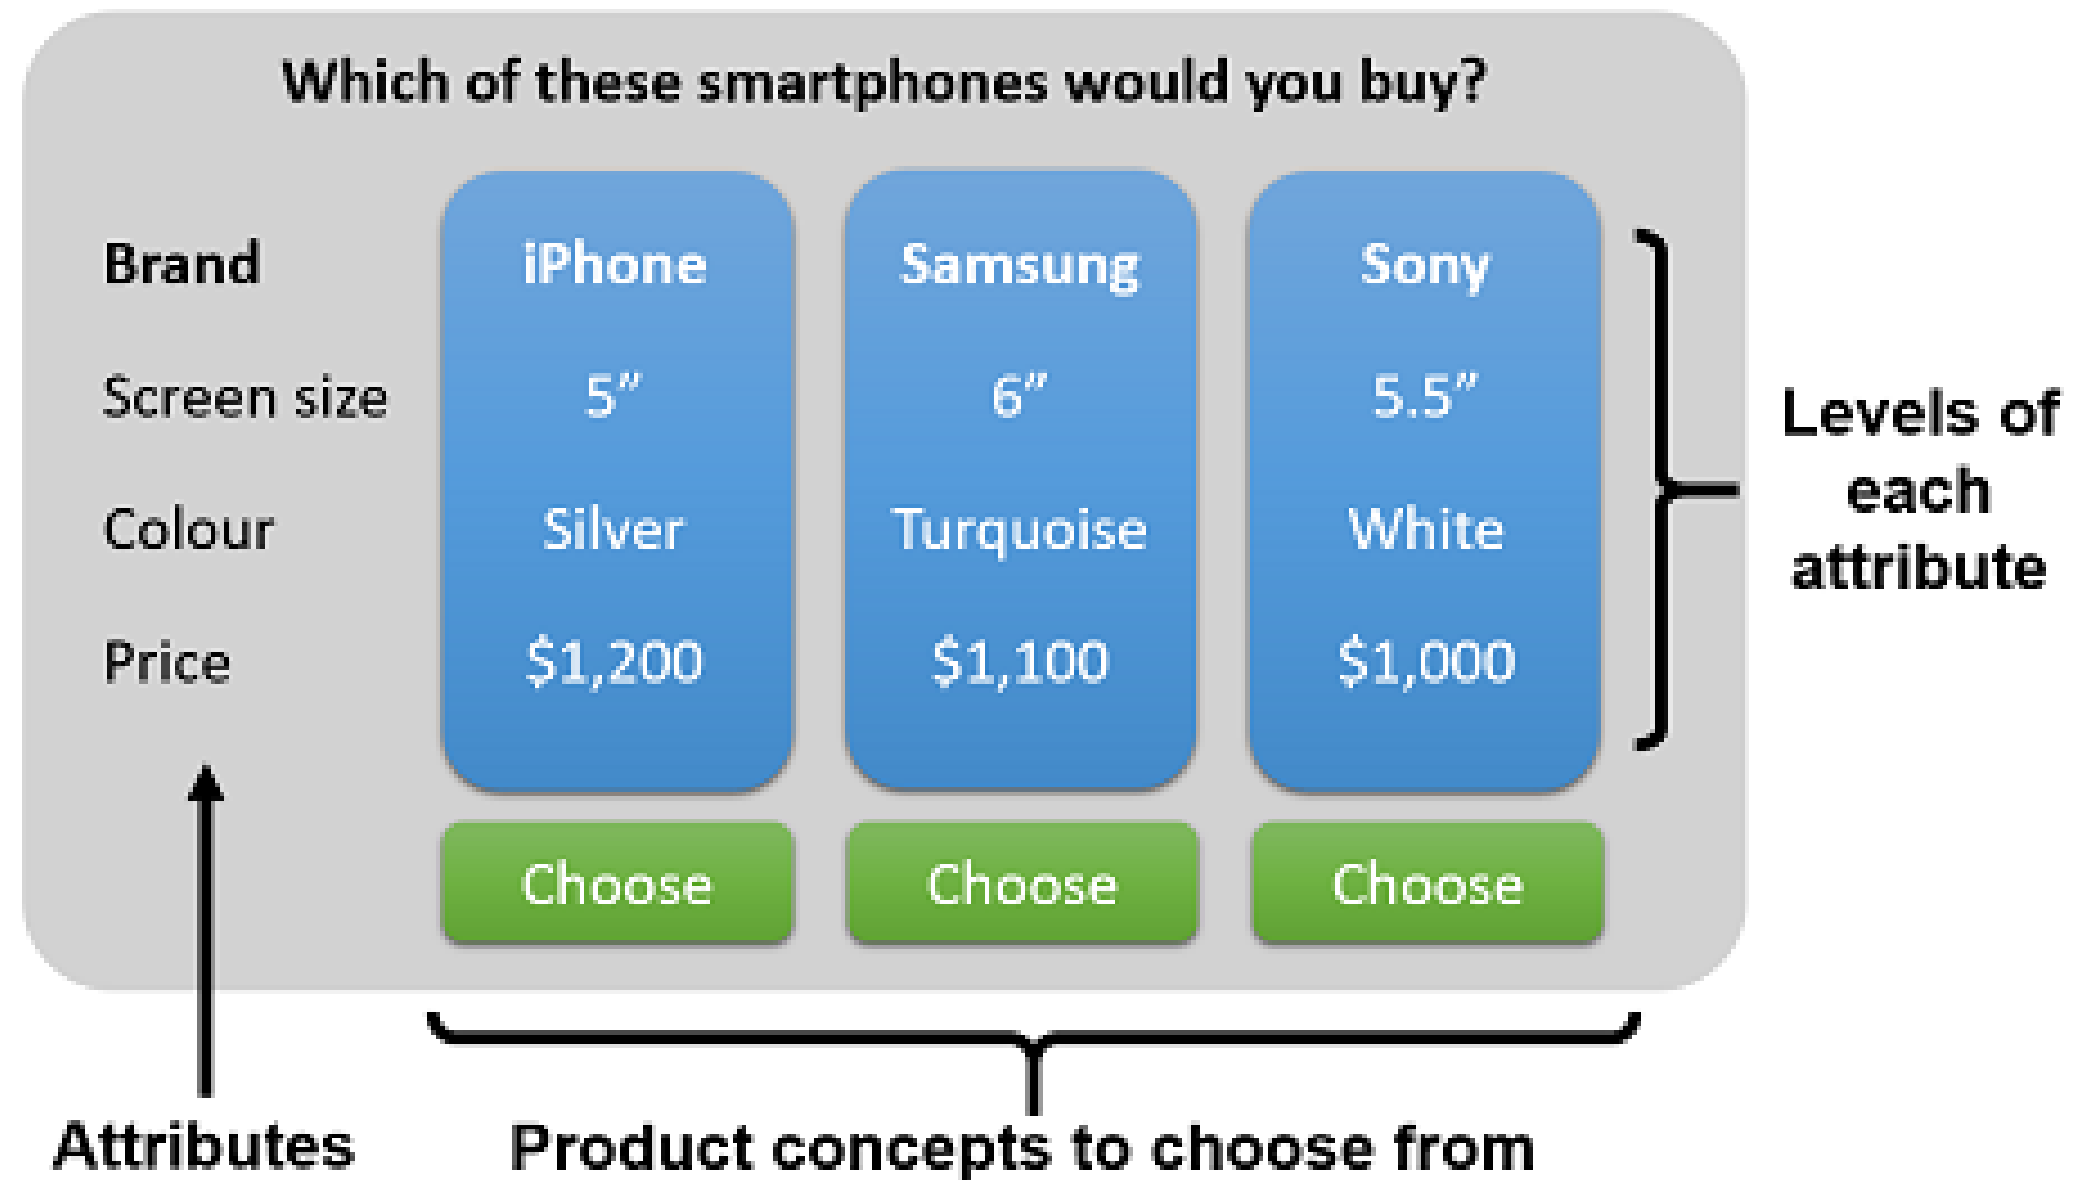 Which of these smartphones would you buy?
Brand iPhone Samsung Sony
Screen size 5” 6” 5.5”
Colour Silver Turquoise White
Price $1,200 $1,100 $1,000
Choose Choose Choose
Levels of
each
attribute
Attributes
Product concepts to choose from